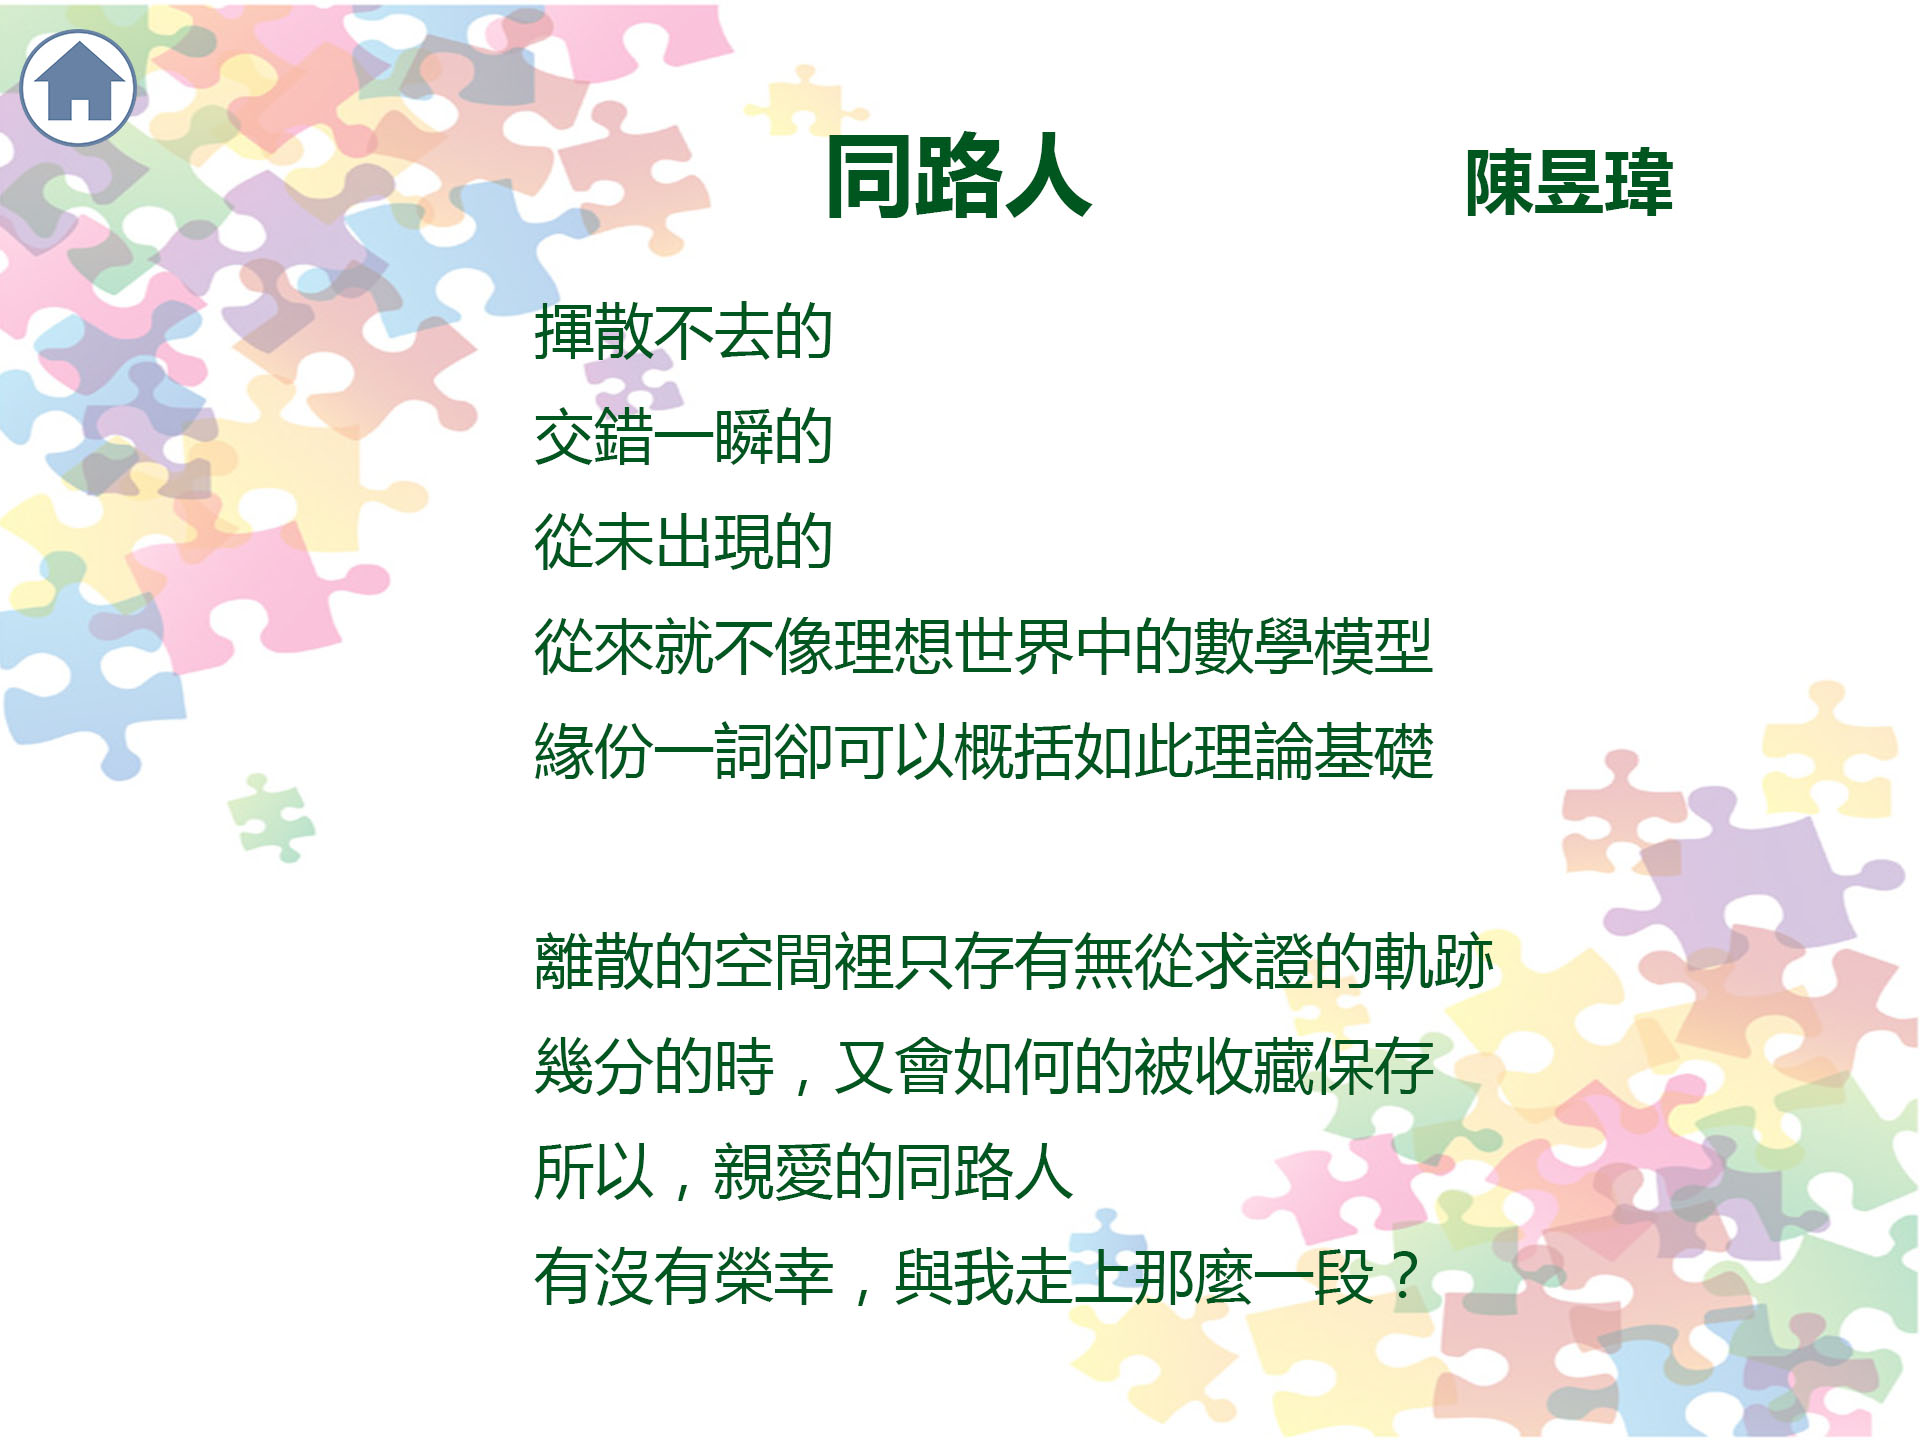 同路人 陳昱瑋
揮散不去的
交錯一瞬的
從未出現的
從來就不像理想世界中的數學模型
緣份一詞卻可以概括如此理論基礎
離散的空間裡只存有無從求證的軌跡
幾分的時，又會如何的被收藏保存
所以，親愛的同路人
有沒有榮幸，與我走上那麼一段？